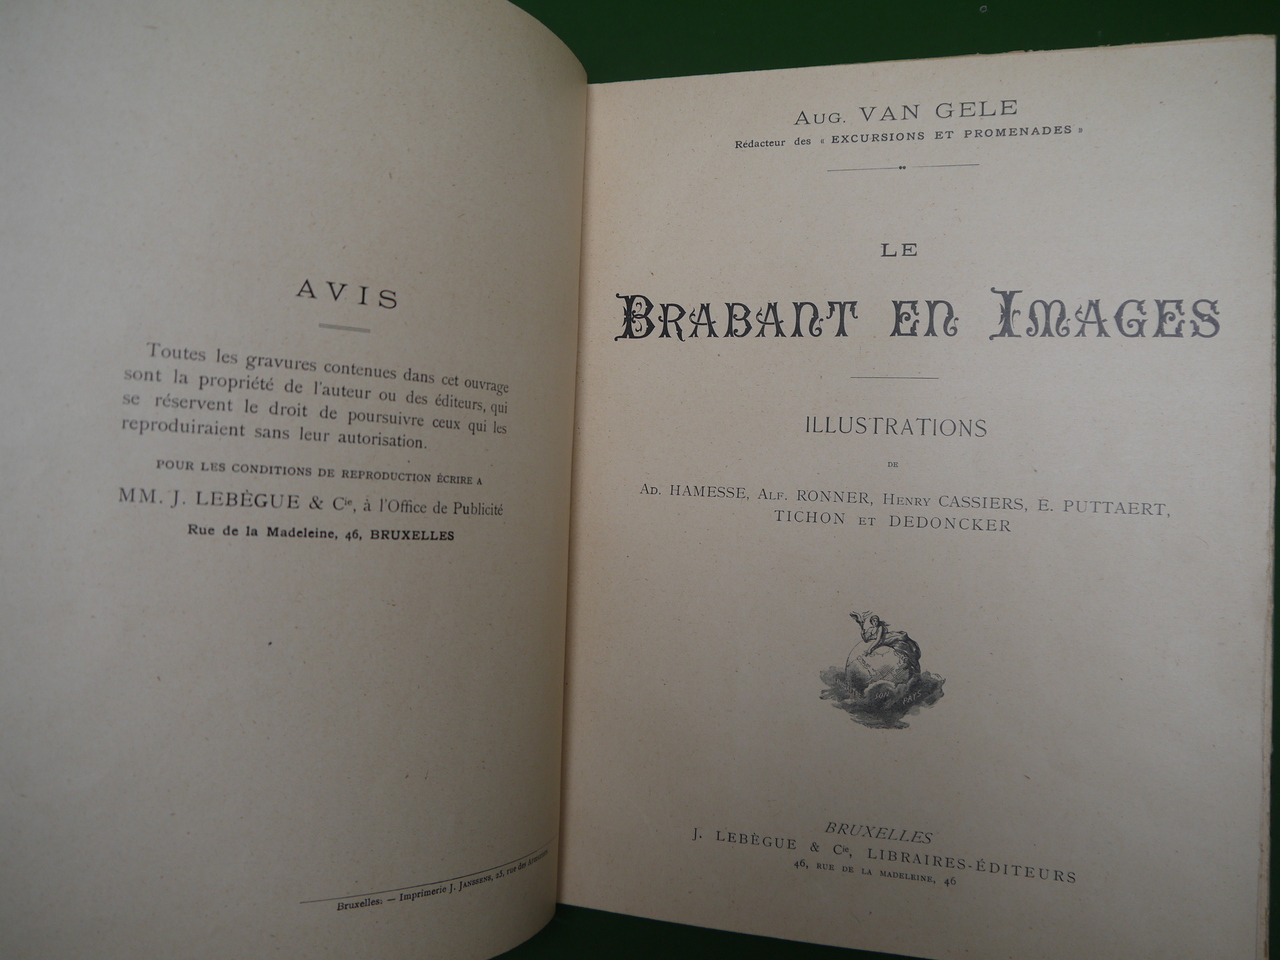 AVIS
Toutes les gravures contenues dans cet ouvrage
sont la propriété de l'auteur ou des éditeurs, qui
se réservent le droit de poursuivre ceux qui les
reproduiraient sans leur autorisation.
POUR LES CONDITIONS DE REPRODUCTION ÉCRIRE A
MM. J. LEBÈGUE & Cie, à l'Office de Publicité
Rue de la Madeleine, 46, BRUXELLES
Bruxelles. — Imprimerie J. JANSSENS, 23, rue des
AUG. VAN GELE
Rédacteur des « EXCURSIONS ET PROMENADES »
LE
BRABANT EN IMAGES
ILLUSTRATIONS
DE
AD. HAMESSE, ALF. RONNER, HENRY CASSIERS, E. PUTTAERT,
TICHON ET DEDONCKER
BRUXELLES
J. LEBÈGUE & Cie, LIBRAIRES-ÉDITEURS
46, RUE DE LA MADELEINE, 46